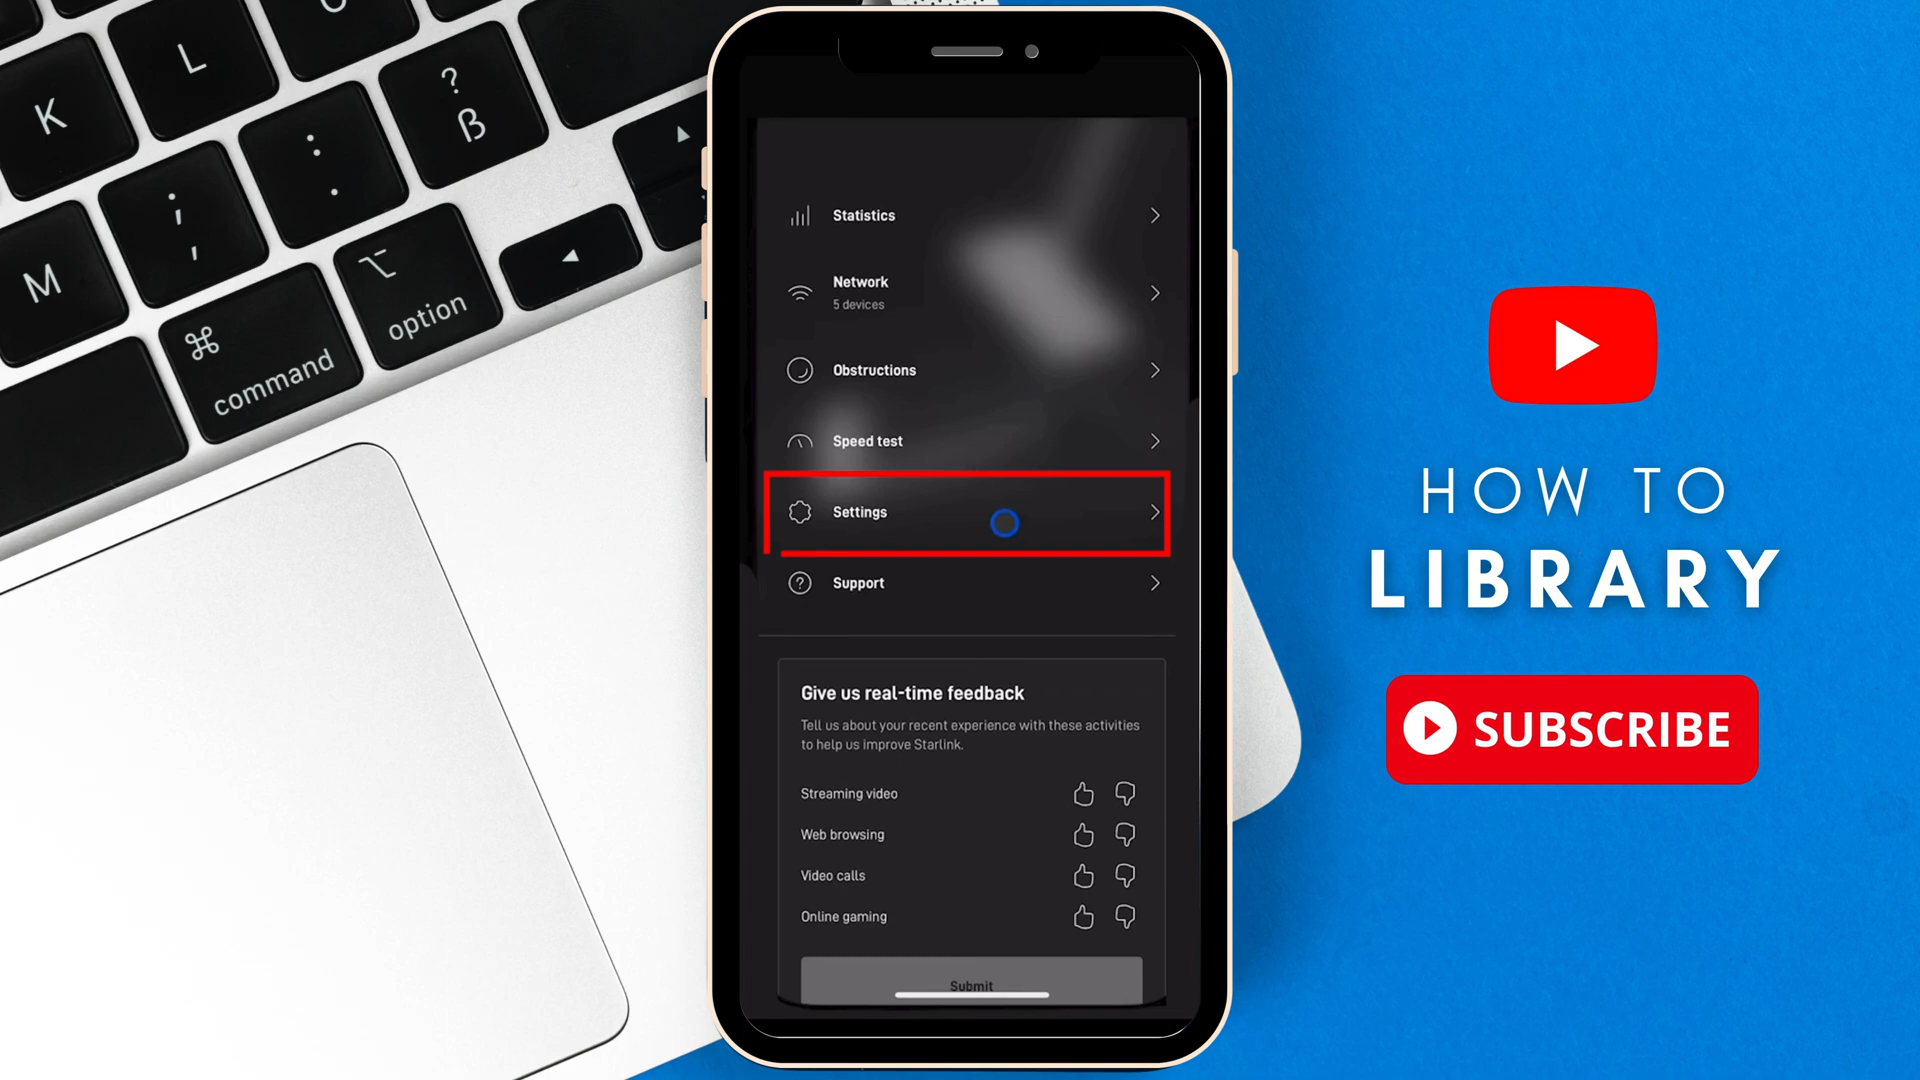 L
?
K
:
.
ß
;
,
M
⌥
option
⌘
command
Statistics
Network
5 devices
Obstructions
Speed test
Settings
Support
Give us real-time feedback
Tell us about your recent experience with these activities
to help us improve Starlink.
Streaming video
Web browsing
Video calls
Online gaming
Submit
HOW TO
LIBRARY
SUBSCRIBE